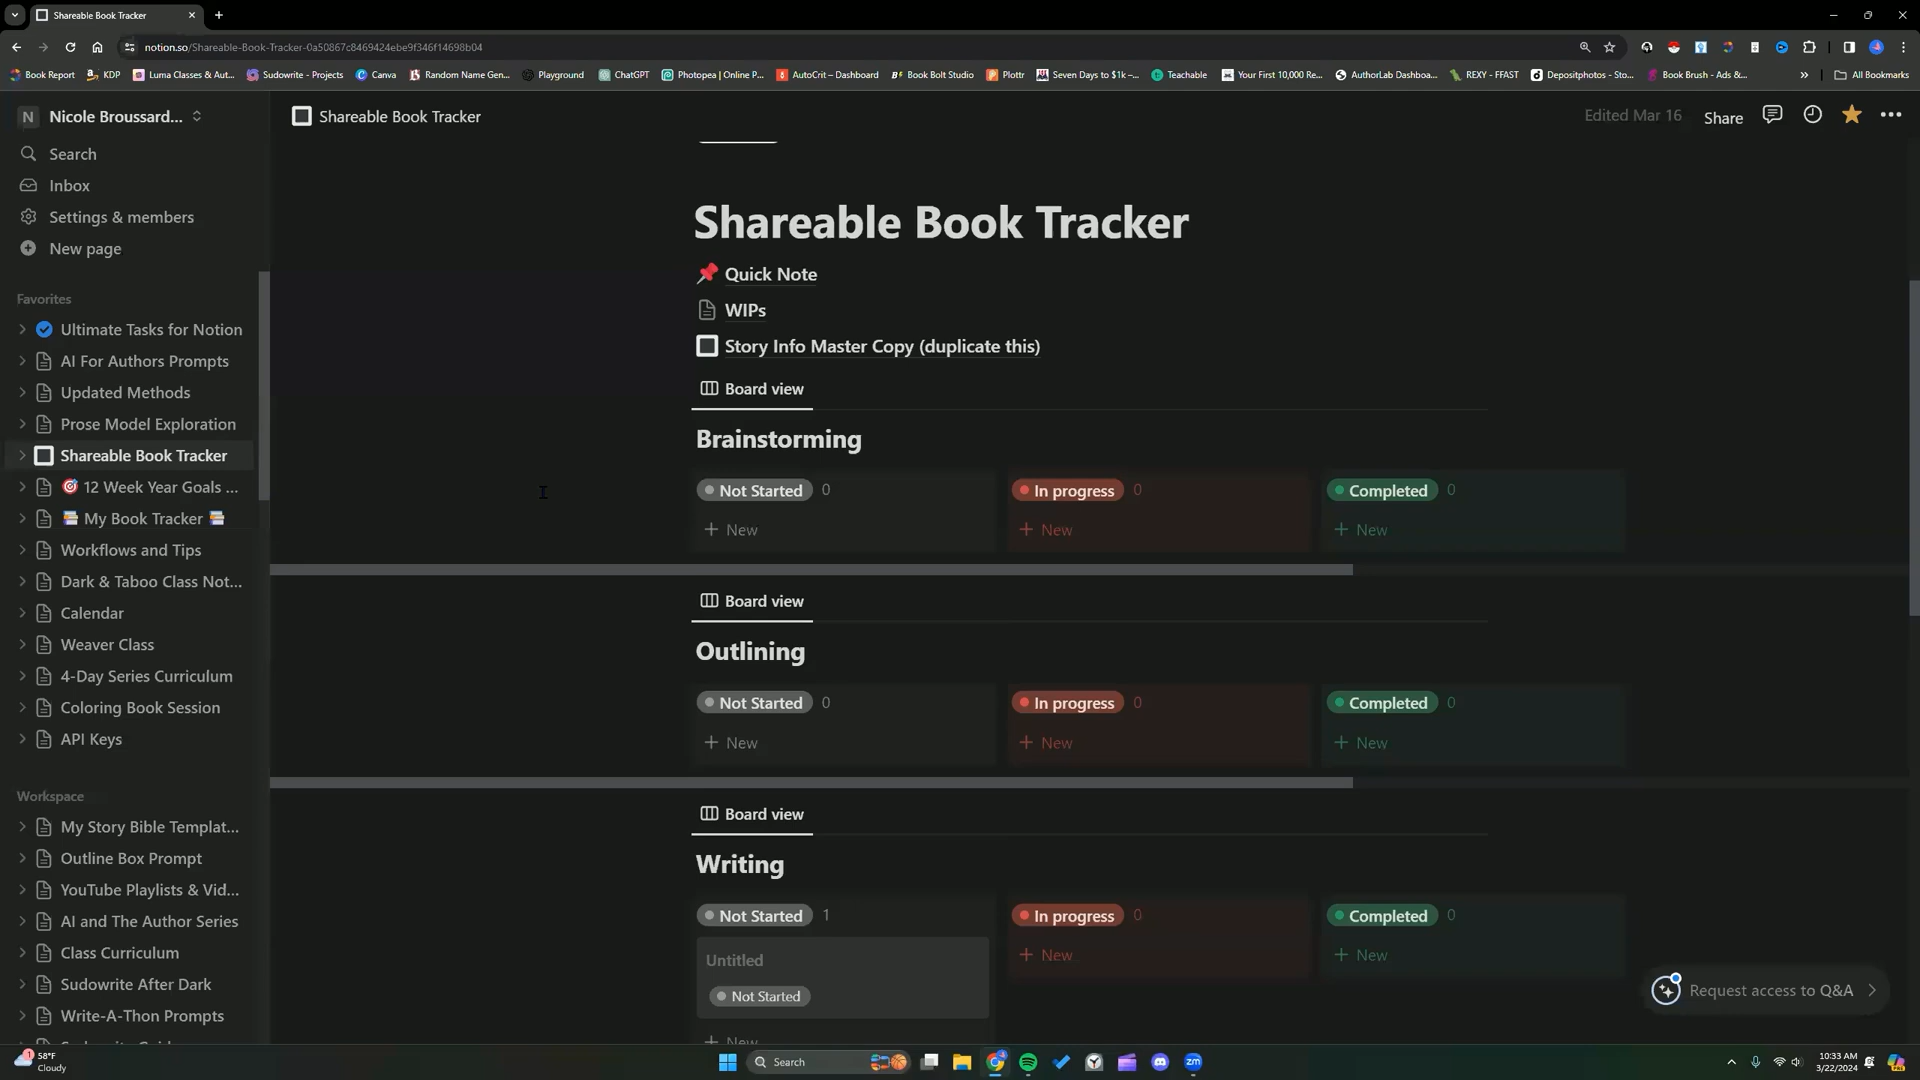 Shareable Book Tracker
notion.so/Shareable-Book-Tracker-0a50867c8469424ebe9f346f14698b04
Book Report
KDP
Luma Classes & Aut...
Sudowrite - Projects
Canva
Random Name Gen...
Playground
ChatGPT
Photopea | Online P...
AutoCrit – Dashboard
Book Bolt Studio
Plottr
Seven Days to $1k –...
Teachable
Your First 10,000 Re...
AuthorLab Dashboa...
REXY - FFAST
Depositphotos - Sto...
Book Brush - Ads &...
All Bookmarks
N Nicole Broussard...
Shareable Book Tracker
Edited Mar 16
Share
Search
Inbox
Settings & members
New page
Favorites
Ultimate Tasks for Notion
AI For Authors Prompts
Updated Methods
Prose Model Exploration
Shareable Book Tracker
12 Week Year Goals ...
My Book Tracker
Workflows and Tips
Dark & Taboo Class Not...
Calendar
Weaver Class
4-Day Series Curriculum
Coloring Book Session
API Keys
Workspace
My Story Bible Templat...
Outline Box Prompt
YouTube Playlists & Vid...
AI and The Author Series
Class Curriculum
Sudowrite After Dark
Write-A-Thon Prompts
Shareable Book Tracker
Quick Note
WIPs
Story Info Master Copy (duplicate this)
Board view
Brainstorming
Not Started 0
In progress 0
Completed 0
+ New
+ New
+ New
Board view
Outlining
Not Started 0
In progress 0
Completed 0
+ New
+ New
+ New
Board view
Writing
Not Started 1
In progress 0
Completed 0
Untitled
Not Started
+ New
+ New
+ New
Request access to Q&A
1
58°F
Cloudy
Search
zm
10:33 AM
3/22/2024